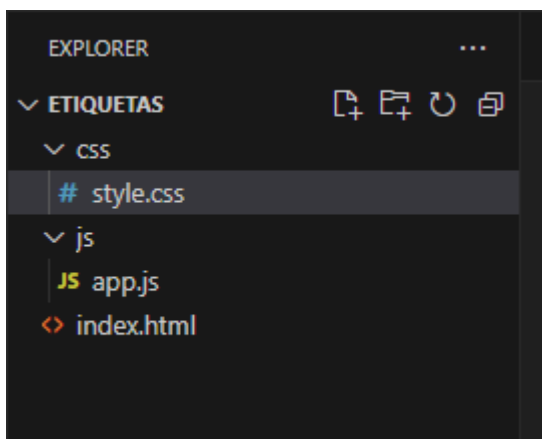 EXPLORER ...
ETIQUETAS
css
# style.css
js
JS app.js
<> index.html